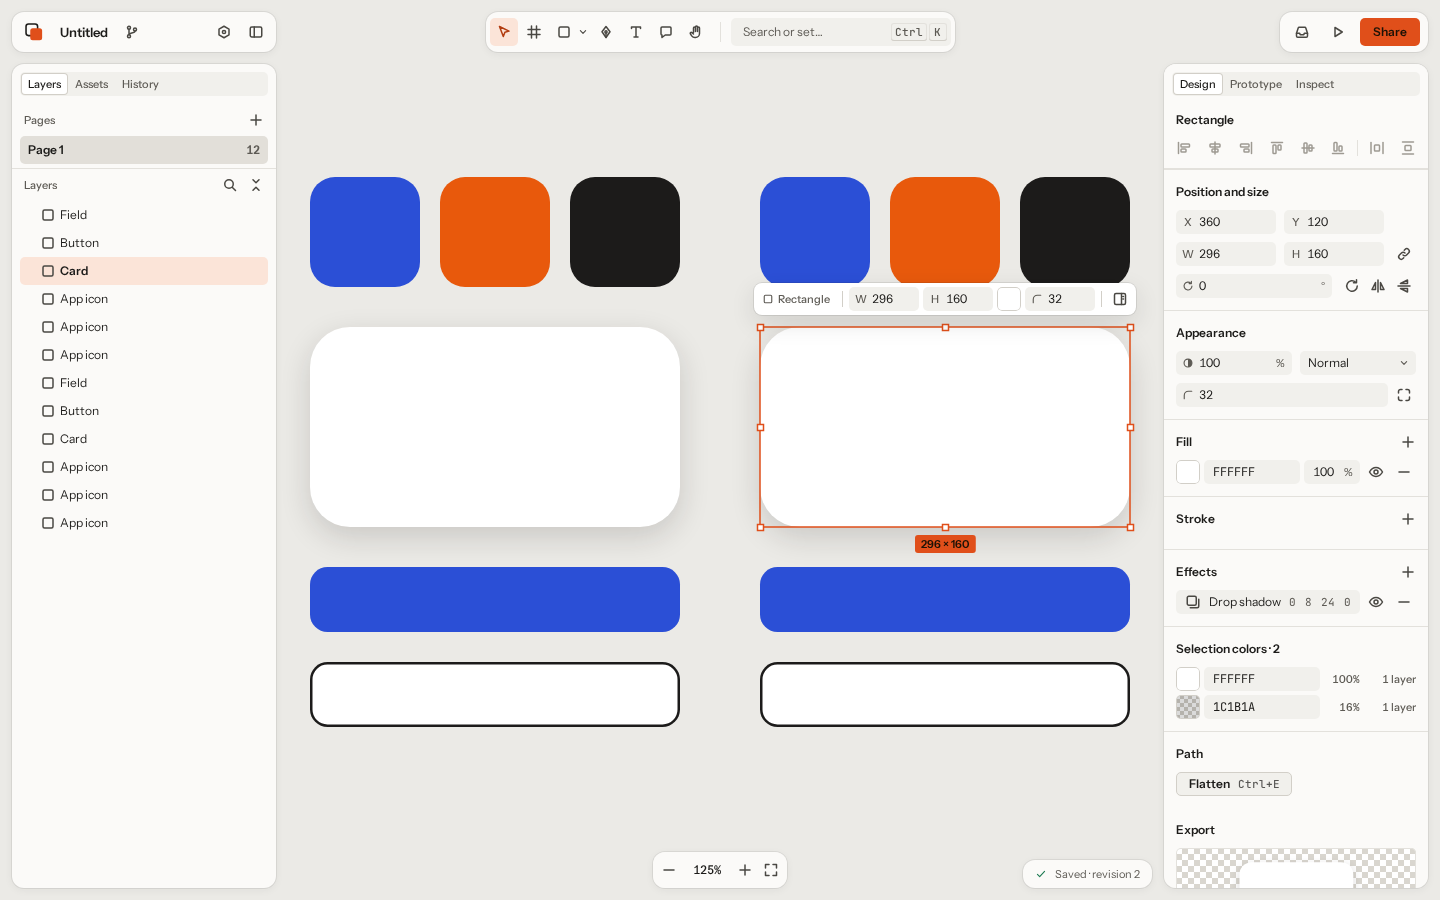 Untitled
Search or set... Ctrl K
Share
Layers Assets History
Pages
Page 1 12
Layers
Field
Button
Card
App icon
App icon
App icon
Field
Button
Card
App icon
App icon
App icon
Rectangle W 296 H 160 32
296 × 160
125%
Saved · revision 2
Design Prototype Inspect
Rectangle
Position and size
X 360 Y 120
W 296 H 160
0 °
Appearance
100 % Normal
32
Fill
FFFFFF 100 %
Stroke
Effects
Drop shadow 0 8 24 0
Selection colors · 2
FFFFFF 100% 1 layer
1C1B1A 16% 1 layer
Path
Flatten Ctrl+E
Export